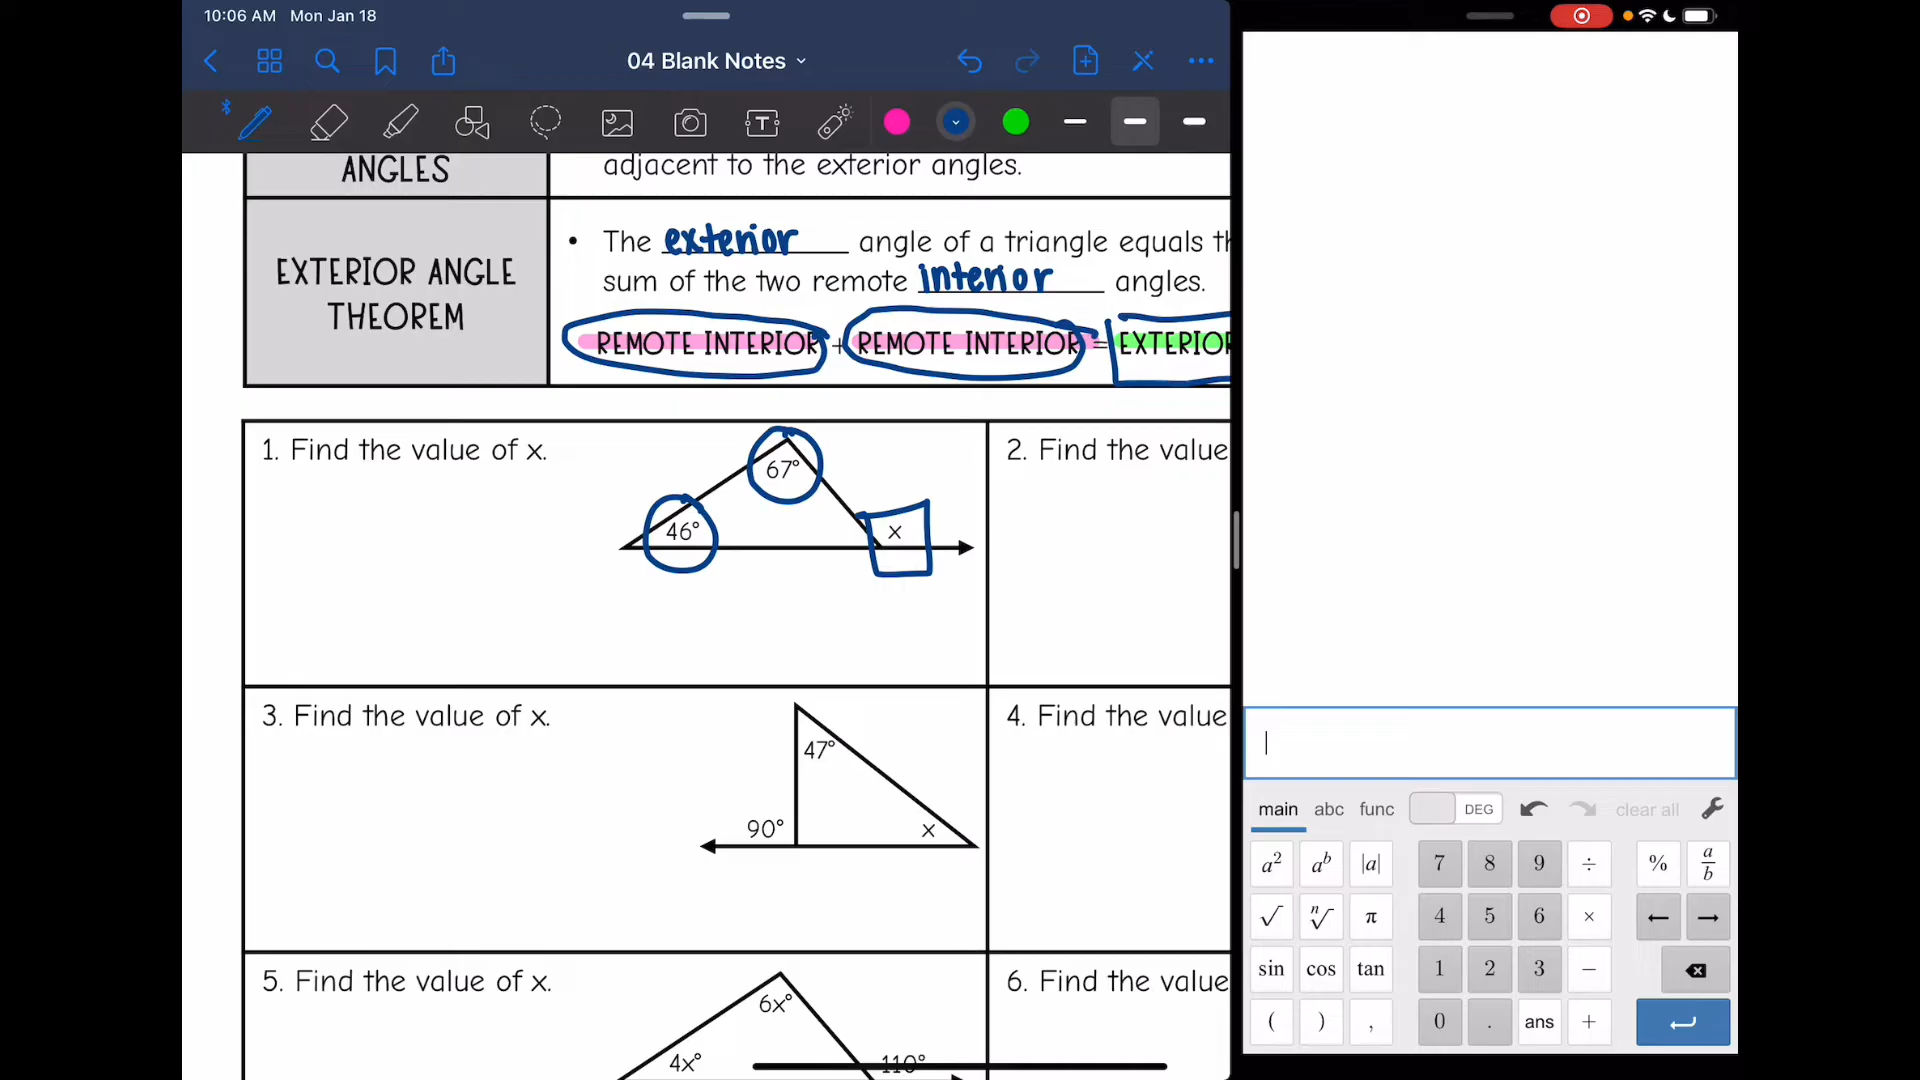 10:06 AM Mon Jan 18
04 Blank Notes
T
ANGLES
adjacent to the exterior angles.
EXTERIOR ANGLE
THEOREM
• The exterior angle of a triangle equals th
sum of the two remote interior angles.
REMOTE INTERIOR + REMOTE INTERIOR = EXTERIOR
1. Find the value of x.
67°
46°
x
2. Find the value
3. Find the value of x.
47°
90°
x
4. Find the value
5. Find the value of x.
6x°
4x°
110°
6. Find the value
main abc func DEG clear all
a² aᵇ |a| 7 8 9 ÷ % a/b
√ ⁿ√ π 4 5 6 × ← →
sin cos tan 1 2 3 −
( ) , 0 . ans +